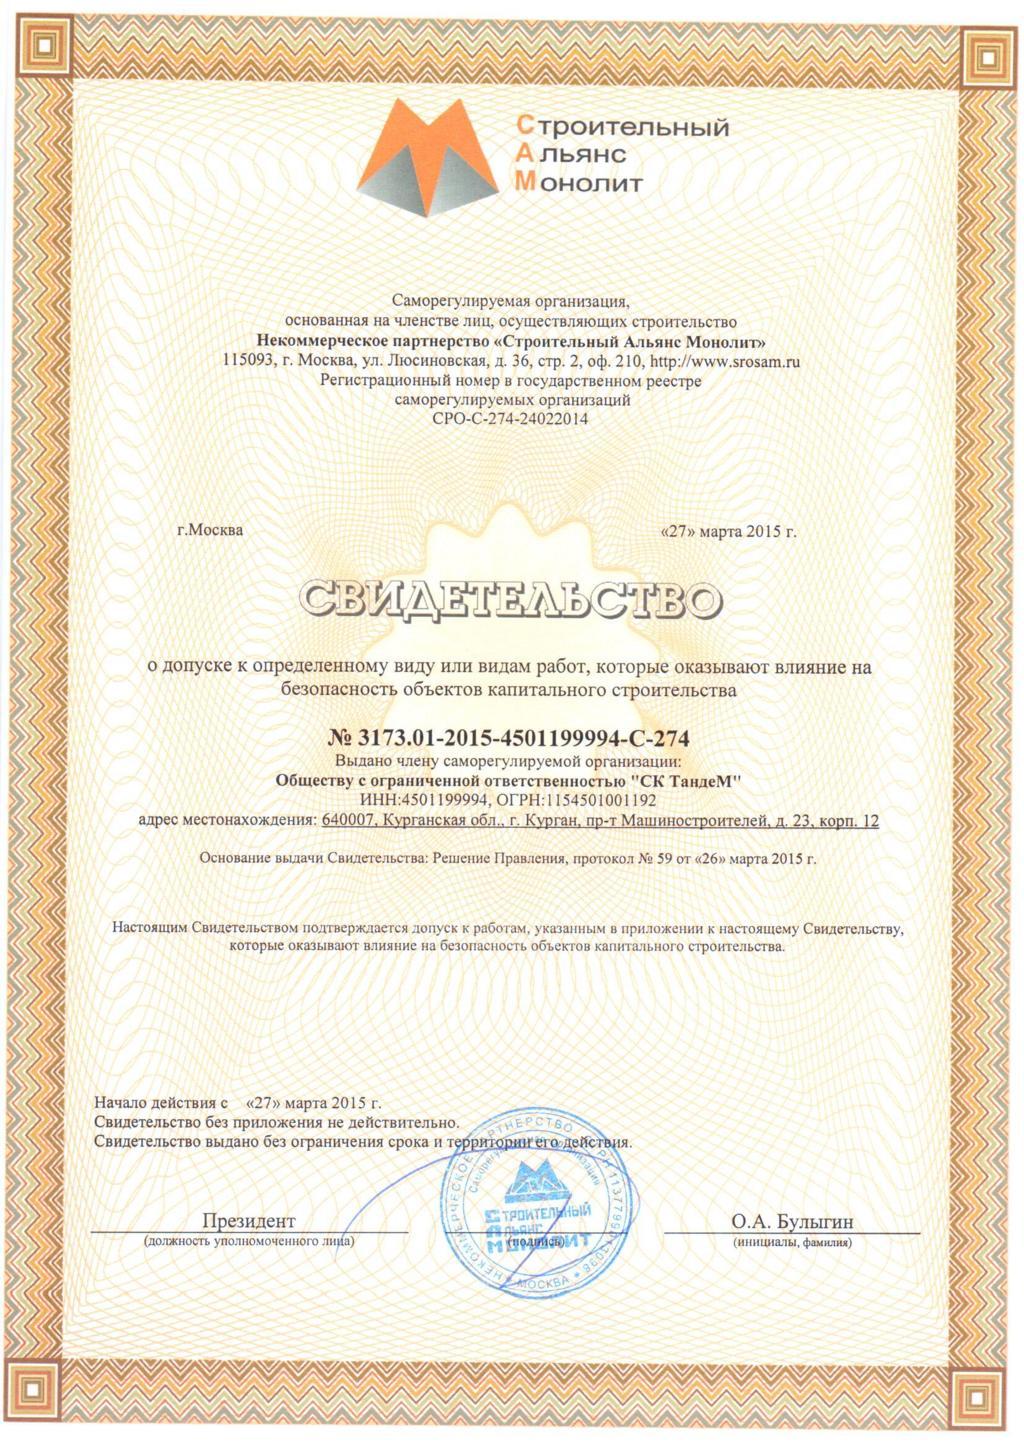 Строительный
Альянс
Монолит
Саморегулируемая организация,
основанная на членстве лиц, осуществляющих строительство
Некоммерческое партнерство «Строительный Альянс Монолит»
115093, г. Москва, ул. Люсиновская, д. 36, стр. 2, оф. 210, http://www.srosam.ru
Регистрационный номер в государственном реестре
саморегулируемых организаций
СРО-С-274-24022014
г.Москва «27» марта 2015 г.
СВИДЕТЕЛЬСТВО
о допуске к определенному виду или видам работ, которые оказывают влияние на
безопасность объектов капитального строительства
№ 3173.01-2015-4501199994-С-274
Выдано члену саморегулируемой организации:
Обществу с ограниченной ответственностью "СК ТандеМ"
ИНН:4501199994, ОГРН:1154501001192
адрес местонахождения: 640007, Курганская обл., г. Курган, пр-т Машиностроителей, д. 23, корп. 12
Основание выдачи Свидетельства: Решение Правления, протокол № 59 от «26» марта 2015 г.
Настоящим Свидетельством подтверждается допуск к работам, указанным в приложении к настоящему Свидетельству,
которые оказывают влияние на безопасность объектов капитального строительства.
Начало действия с «27» марта 2015 г.
Свидетельство без приложения не действительно.
Свидетельство выдано без ограничения срока и территории его действия.
НЕКОММЕРЧЕСКОЕ ПАРТНЕРСТВО
Саморегулируемая организация
СТРОИТЕЛЬНЫЙ
АЛЬЯНС
МОНОЛИТ
* МОСКВА *
Президент (подпись) О.А. Булыгин
(должность уполномоченного лица) (инициалы, фамилия)